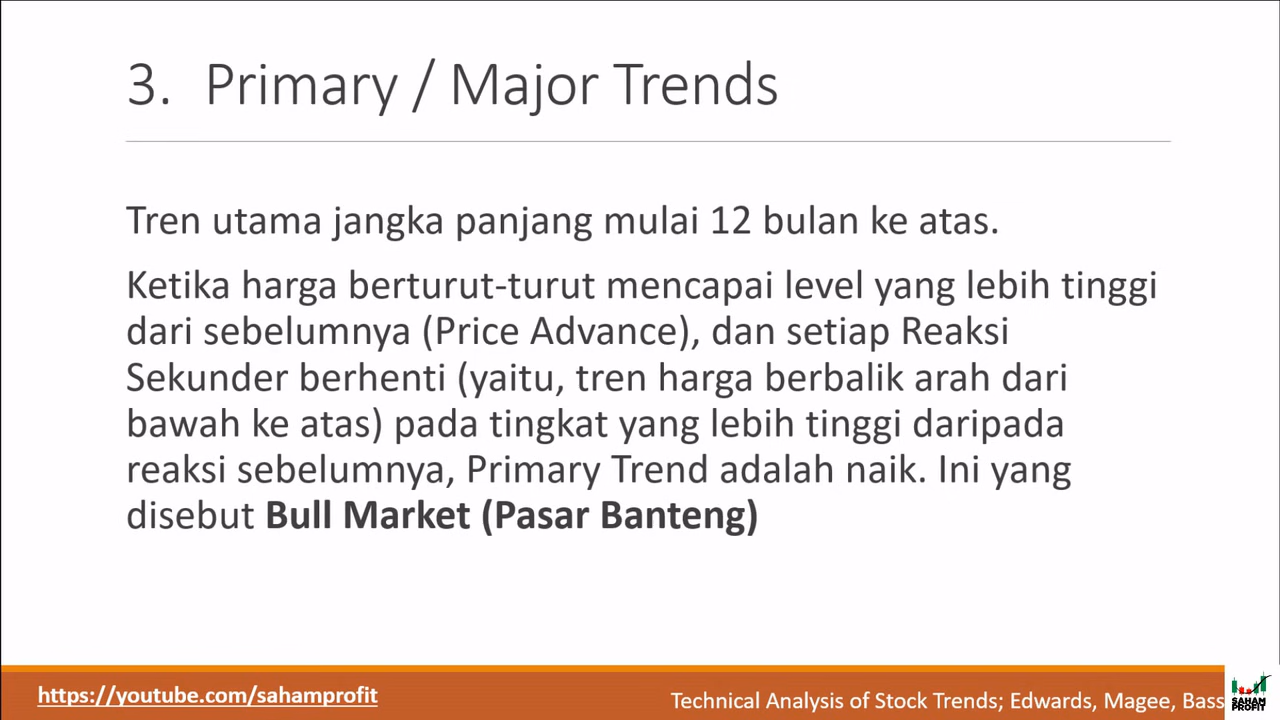 3. Primary / Major Trends
Tren utama jangka panjang mulai 12 bulan ke atas.
Ketika harga berturut-turut mencapai level yang lebih tinggi
dari sebelumnya (Price Advance), dan setiap Reaksi
Sekunder berhenti (yaitu, tren harga berbalik arah dari
bawah ke atas) pada tingkat yang lebih tinggi daripada
reaksi sebelumnya, Primary Trend adalah naik. Ini yang
disebut Bull Market (Pasar Banteng)
https://youtube.com/sahamprofit
Technical Analysis of Stock Trends; Edwards, Magee, Bass
SAHAM
PROFIT